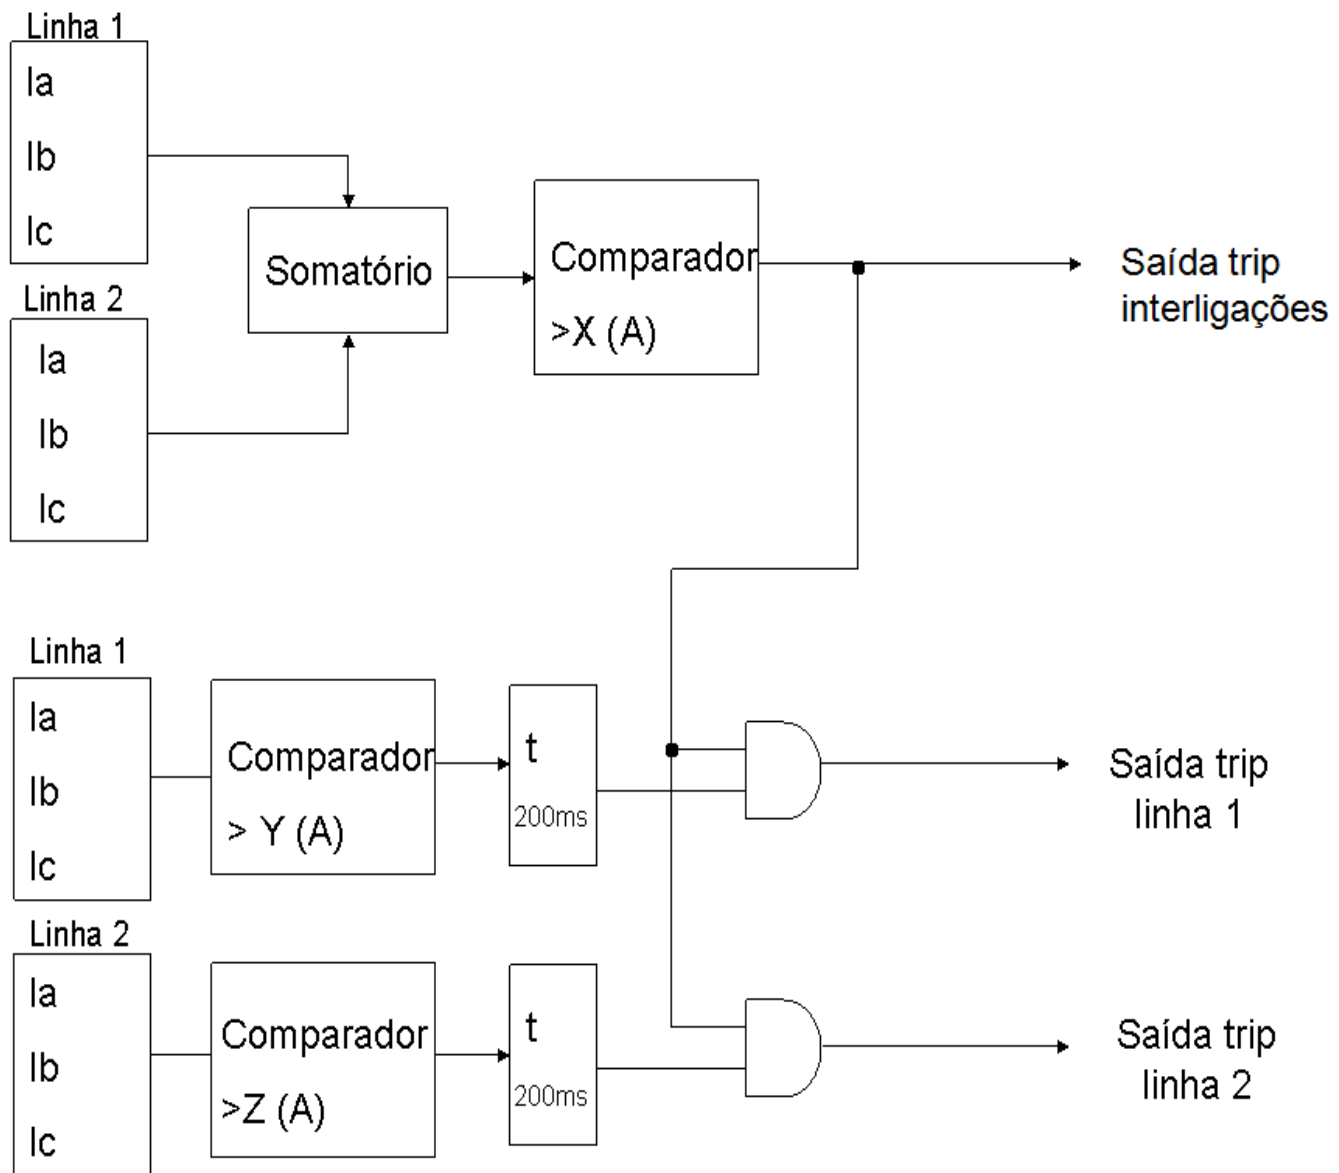 Linha 1
Ia
Ib
Ic
Somatório
Comparador
>X (A)
Saída trip
interligações
Linha 2
Ia
Ib
Ic
Linha 1
Ia
Ib
Ic
Comparador
> Y (A)
t
200ms
Saída trip
linha 1
Linha 2
Ia
Ib
Ic
Comparador
>Z (A)
t
200ms
Saída trip
linha 2